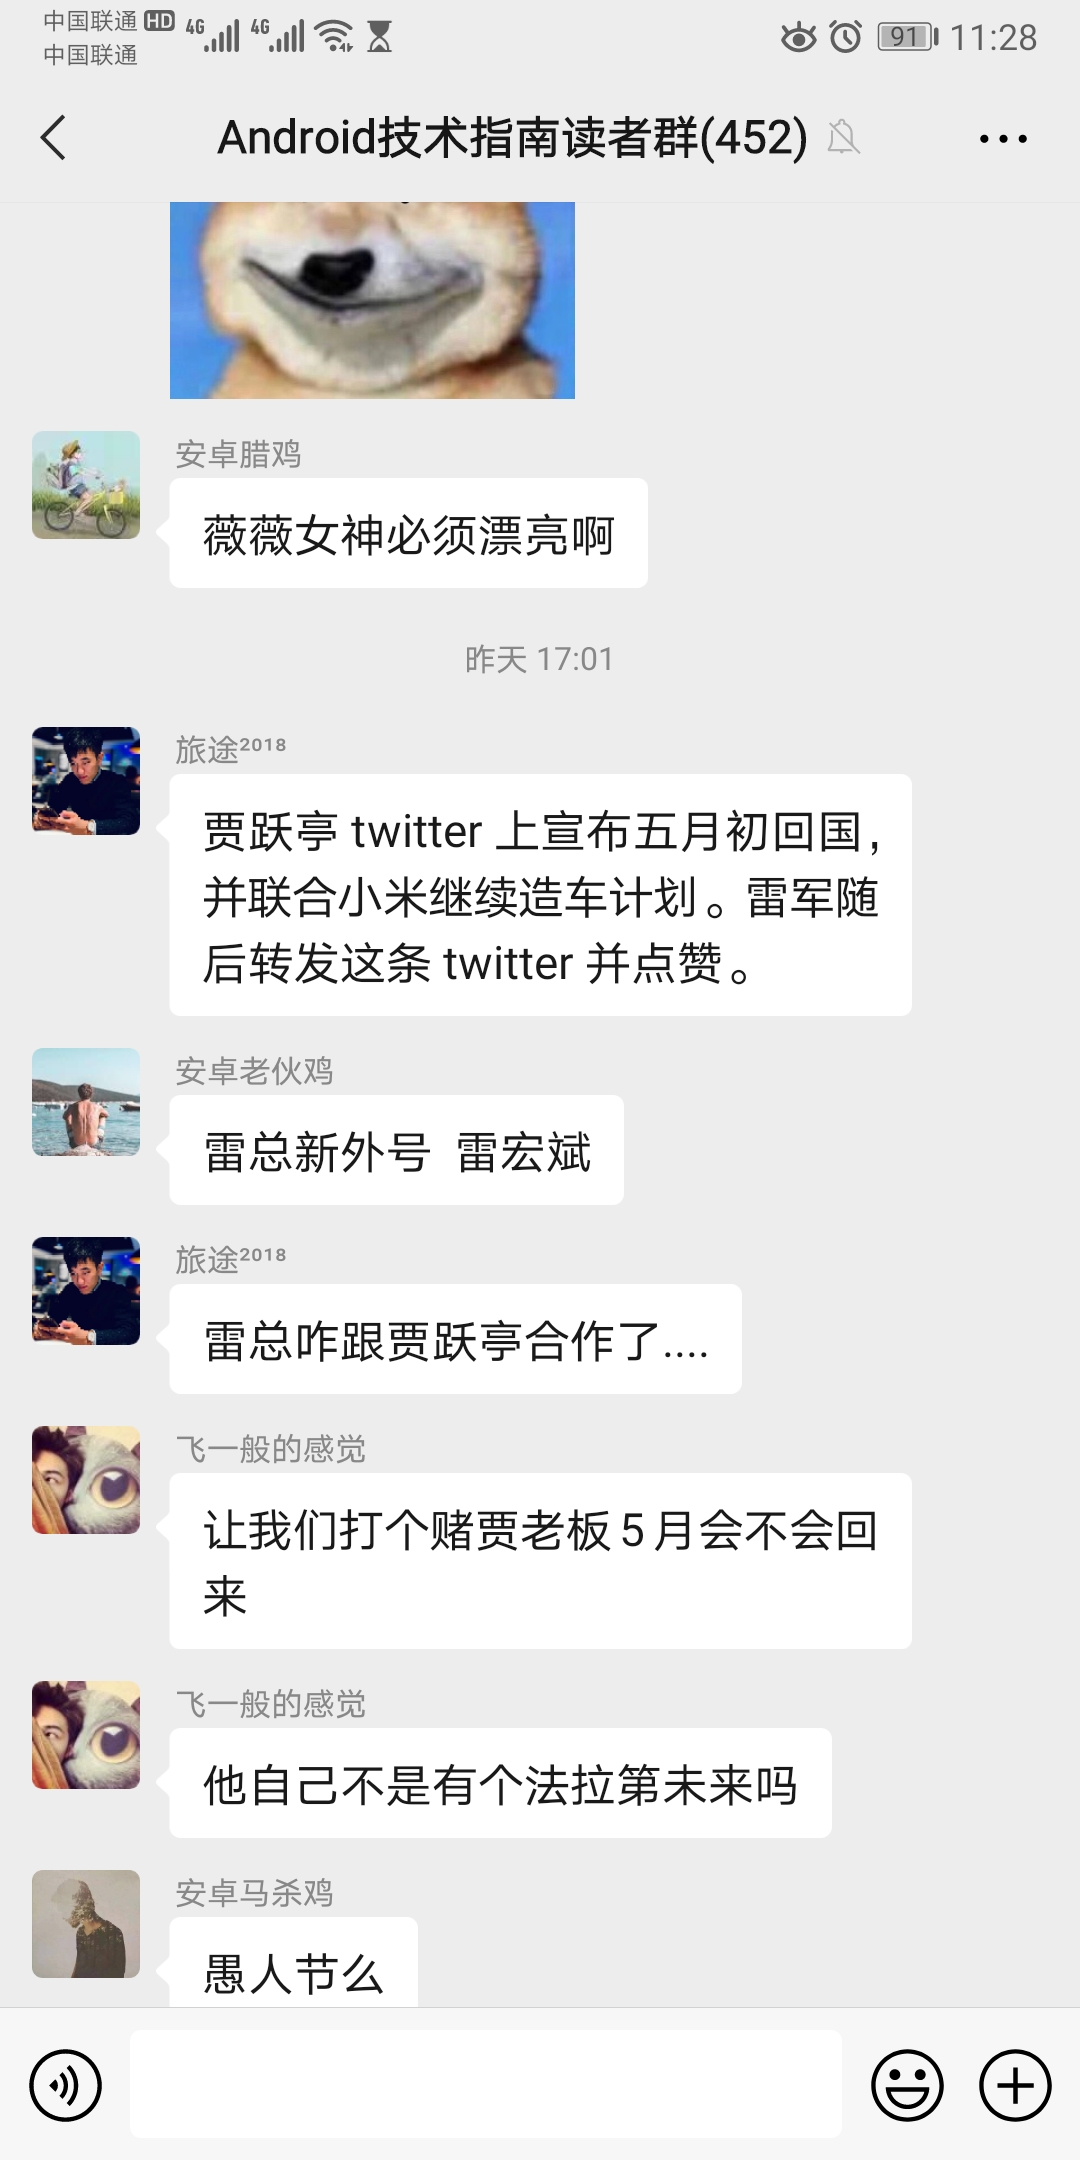 中国联通 HD 4G 4G 91 11:28
中国联通
Android技术指南读者群(452)
安卓腊鸡
薇薇女神必须漂亮啊
昨天 17:01
旅途²⁰¹⁸
贾跃亭 twitter 上宣布五月初回国，
并联合小米继续造车计划。雷军随
后转发这条 twitter 并点赞。
安卓老伙鸡
雷总新外号  雷宏斌
旅途²⁰¹⁸
雷总咋跟贾跃亭合作了....
飞一般的感觉
让我们打个赌贾老板 5 月会不会回
来
飞一般的感觉
他自己不是有个法拉第未来吗
安卓马杀鸡
愚人节么